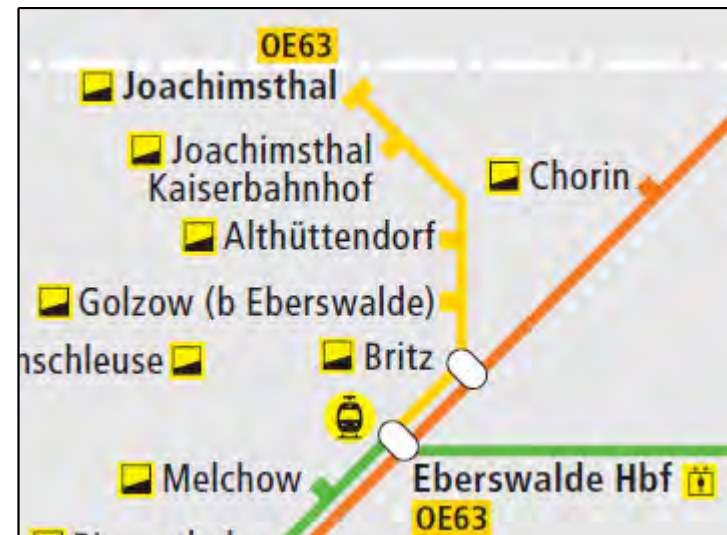 OE63
Joachimsthal
Joachimsthal
Kaiserbahnhof
Chorin
Althüttendorf
Golzow (b Eberswalde)
Britz
Melchow
Eberswalde Hbf
OE63